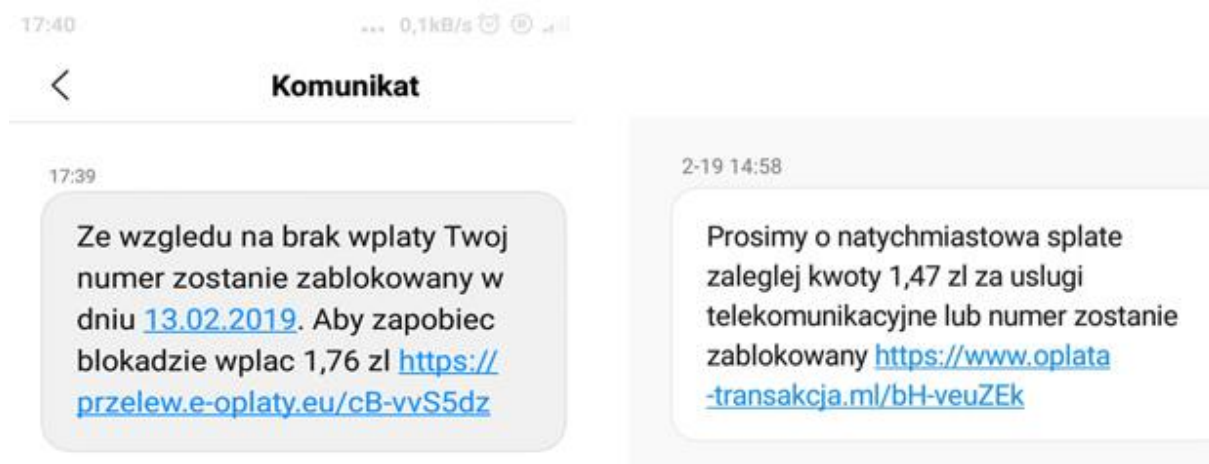 17:40
... 0,1kB/s
Komunikat
17:39
Ze wzgledu na brak wplaty Twoj
numer zostanie zablokowany w
dniu 13.02.2019. Aby zapobiec
blokadzie wplac 1,76 zl https://
przelew.e-oplaty.eu/cB-vvS5dz
2-19 14:58
Prosimy o natychmiastowa splate
zaleglej kwoty 1,47 zl za uslugi
telekomunikacyjne lub numer zostanie
zablokowany https://www.oplata
-transakcja.ml/bH-veuZEk